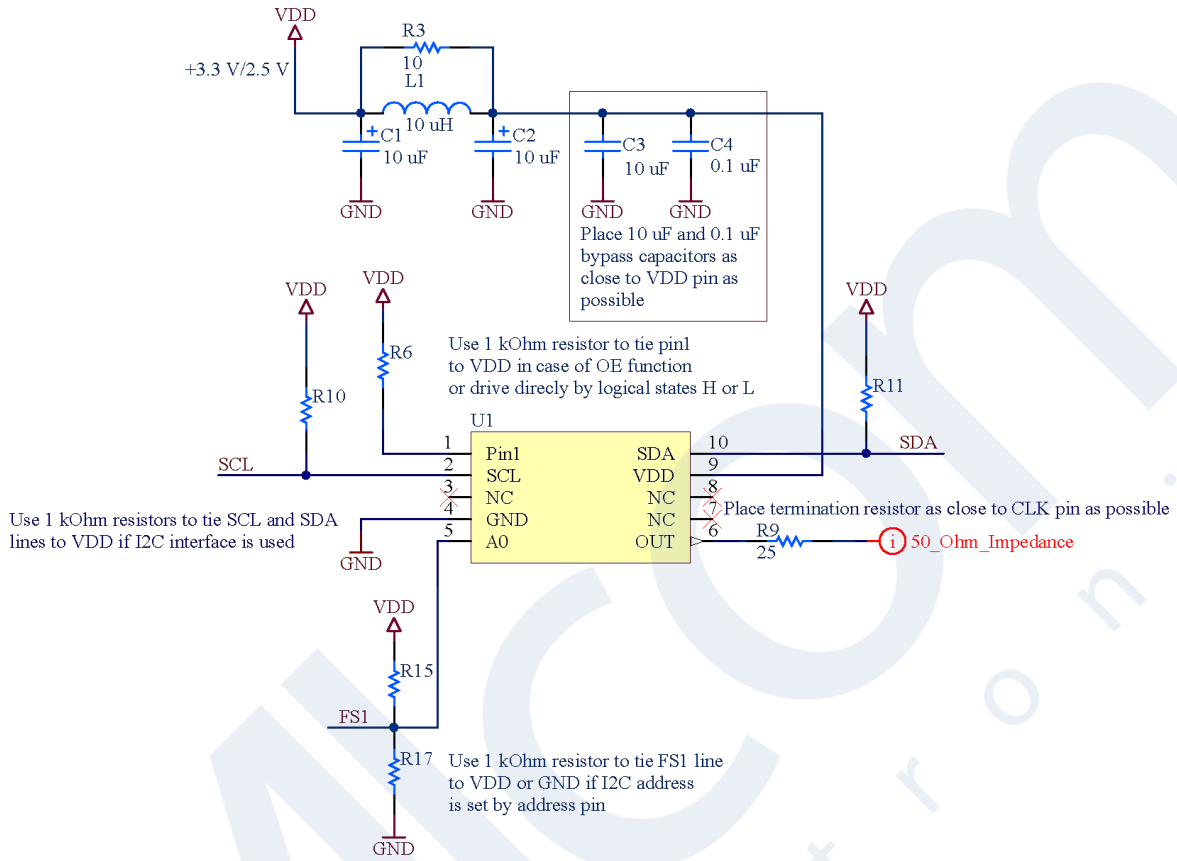 VDD
+3.3 V/2.5 V
R3
10
L1
10 uH
C1
10 uF
C2
10 uF
C3
10 uF
C4
0.1 uF
GND
GND
GND
GND
Place 10 uF and 0.1 uF
bypass capacitors as
close to VDD pin as
possible
VDD
VDD
VDD
R6
R10
R11
Use 1 kOhm resistor to tie pin1
to VDD in case of OE function
or drive direcly by logical states H or L
U1
1
Pin1
2
SCL
3
NC
4
GND
5
A0
10
SDA
9
VDD
8
NC
7
NC
6
OUT
SCL
SDA
Use 1 kOhm resistors to tie SCL and SDA
lines to VDD if I2C interface is used
GND
Place termination resistor as close to CLK pin as possible
R9
25
i
50_Ohm_Impedance
VDD
R15
FS1
R17
GND
Use 1 kOhm resistor to tie FS1 line
to VDD or GND if I2C address
is set by address pin